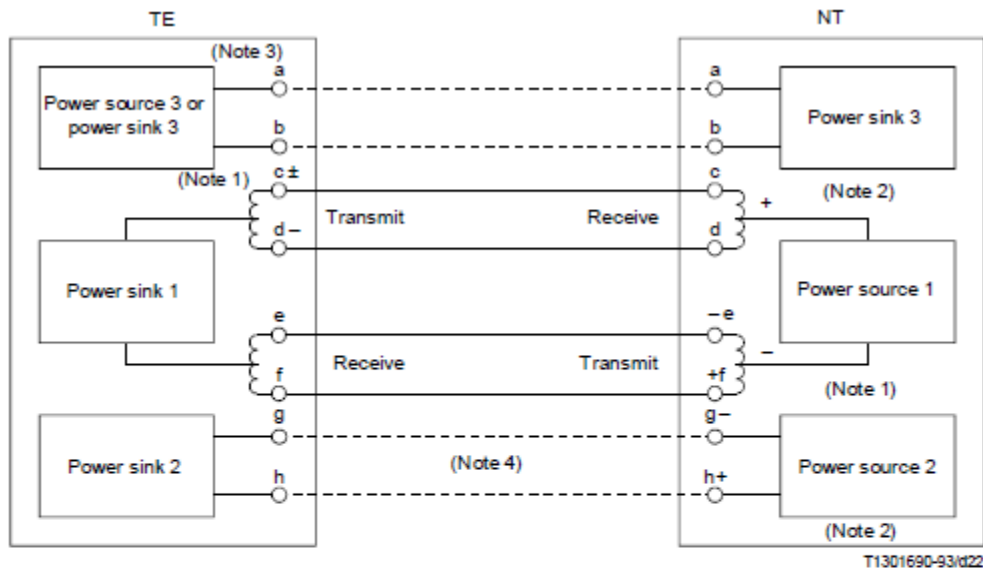 TE
NT
(Note 3)
a
a
Power source 3 or
power sink 3
Power sink 3
b
b
(Note 1)
c ±
c
(Note 2)
+
Transmit
Receive
d –
d
Power sink 1
Power source 1
e
– e
–
Receive
Transmit
f
+f
(Note 1)
g
g –
Power sink 2
(Note 4)
Power source 2
h
h+
(Note 2)
T1301690-93/d22